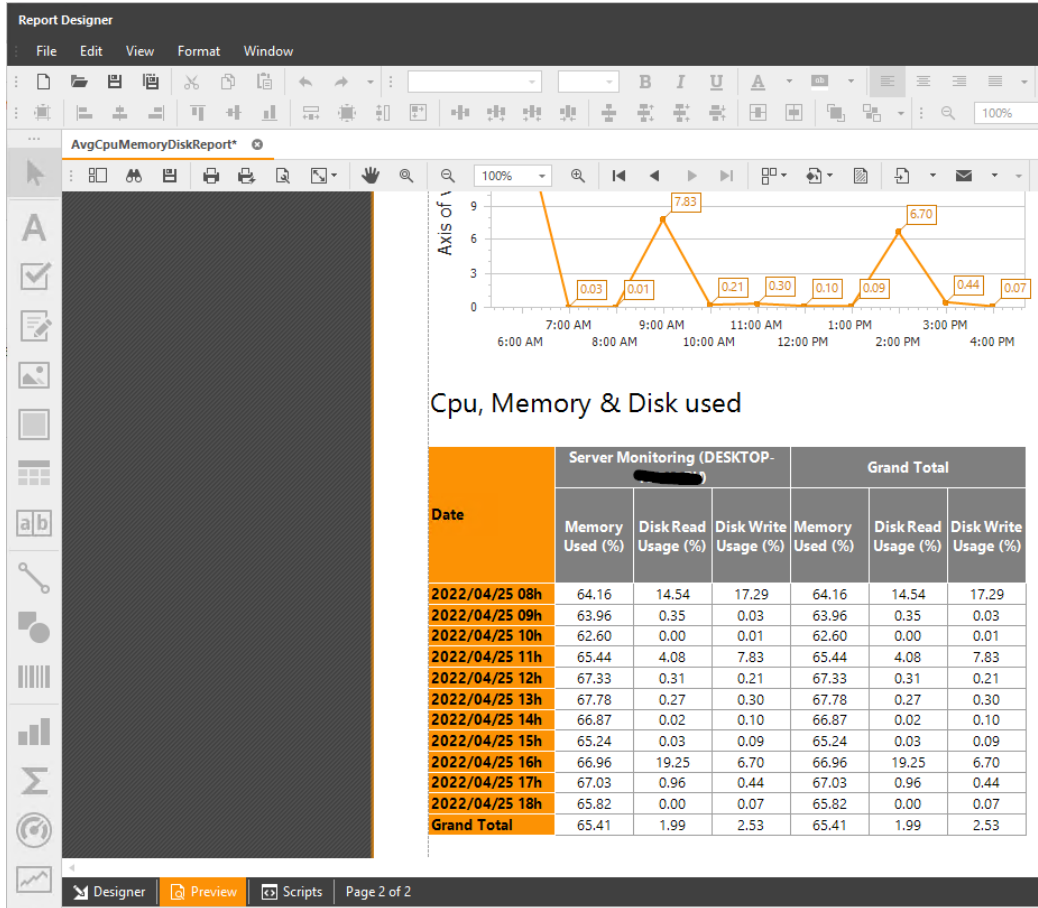 Report Designer
File Edit View Format Window
B I U A ab 100%
AvgCpuMemoryDiskReport*
100%
A
a b
Axis of
9
6
3
0
7.83
6.70
0.03 0.01 0.21 0.30 0.10 0.09 0.44 0.07
7:00 AM 9:00 AM 11:00 AM 1:00 PM 3:00 PM
6:00 AM 8:00 AM 10:00 AM 12:00 PM 2:00 PM 4:00 PM
Cpu, Memory & Disk used
Server Monitoring (DESKTOP-
Grand Total
Date
Memory Used (%) Disk Read Usage (%) Disk Write Usage (%) Memory Used (%) Disk Read Usage (%) Disk Write Usage (%)
2022/04/25 08h 64.16 14.54 17.29 64.16 14.54 17.29
2022/04/25 09h 63.96 0.35 0.03 63.96 0.35 0.03
2022/04/25 10h 62.60 0.00 0.01 62.60 0.00 0.01
2022/04/25 11h 65.44 4.08 7.83 65.44 4.08 7.83
2022/04/25 12h 67.33 0.31 0.21 67.33 0.31 0.21
2022/04/25 13h 67.78 0.27 0.30 67.78 0.27 0.30
2022/04/25 14h 66.87 0.02 0.10 66.87 0.02 0.10
2022/04/25 15h 65.24 0.03 0.09 65.24 0.03 0.09
2022/04/25 16h 66.96 19.25 6.70 66.96 19.25 6.70
2022/04/25 17h 67.03 0.96 0.44 67.03 0.96 0.44
2022/04/25 18h 65.82 0.00 0.07 65.82 0.00 0.07
Grand Total 65.41 1.99 2.53 65.41 1.99 2.53
Designer Preview Scripts Page 2 of 2